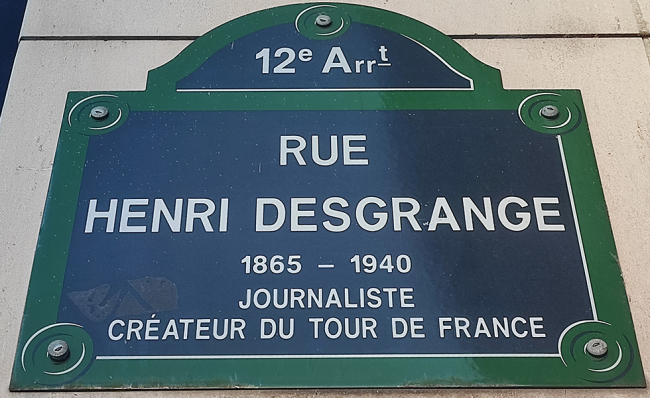 12e Arrt
RUE
HENRI DESGRANGE
1865 – 1940
JOURNALISTE
CRÉATEUR DU TOUR DE FRANCE